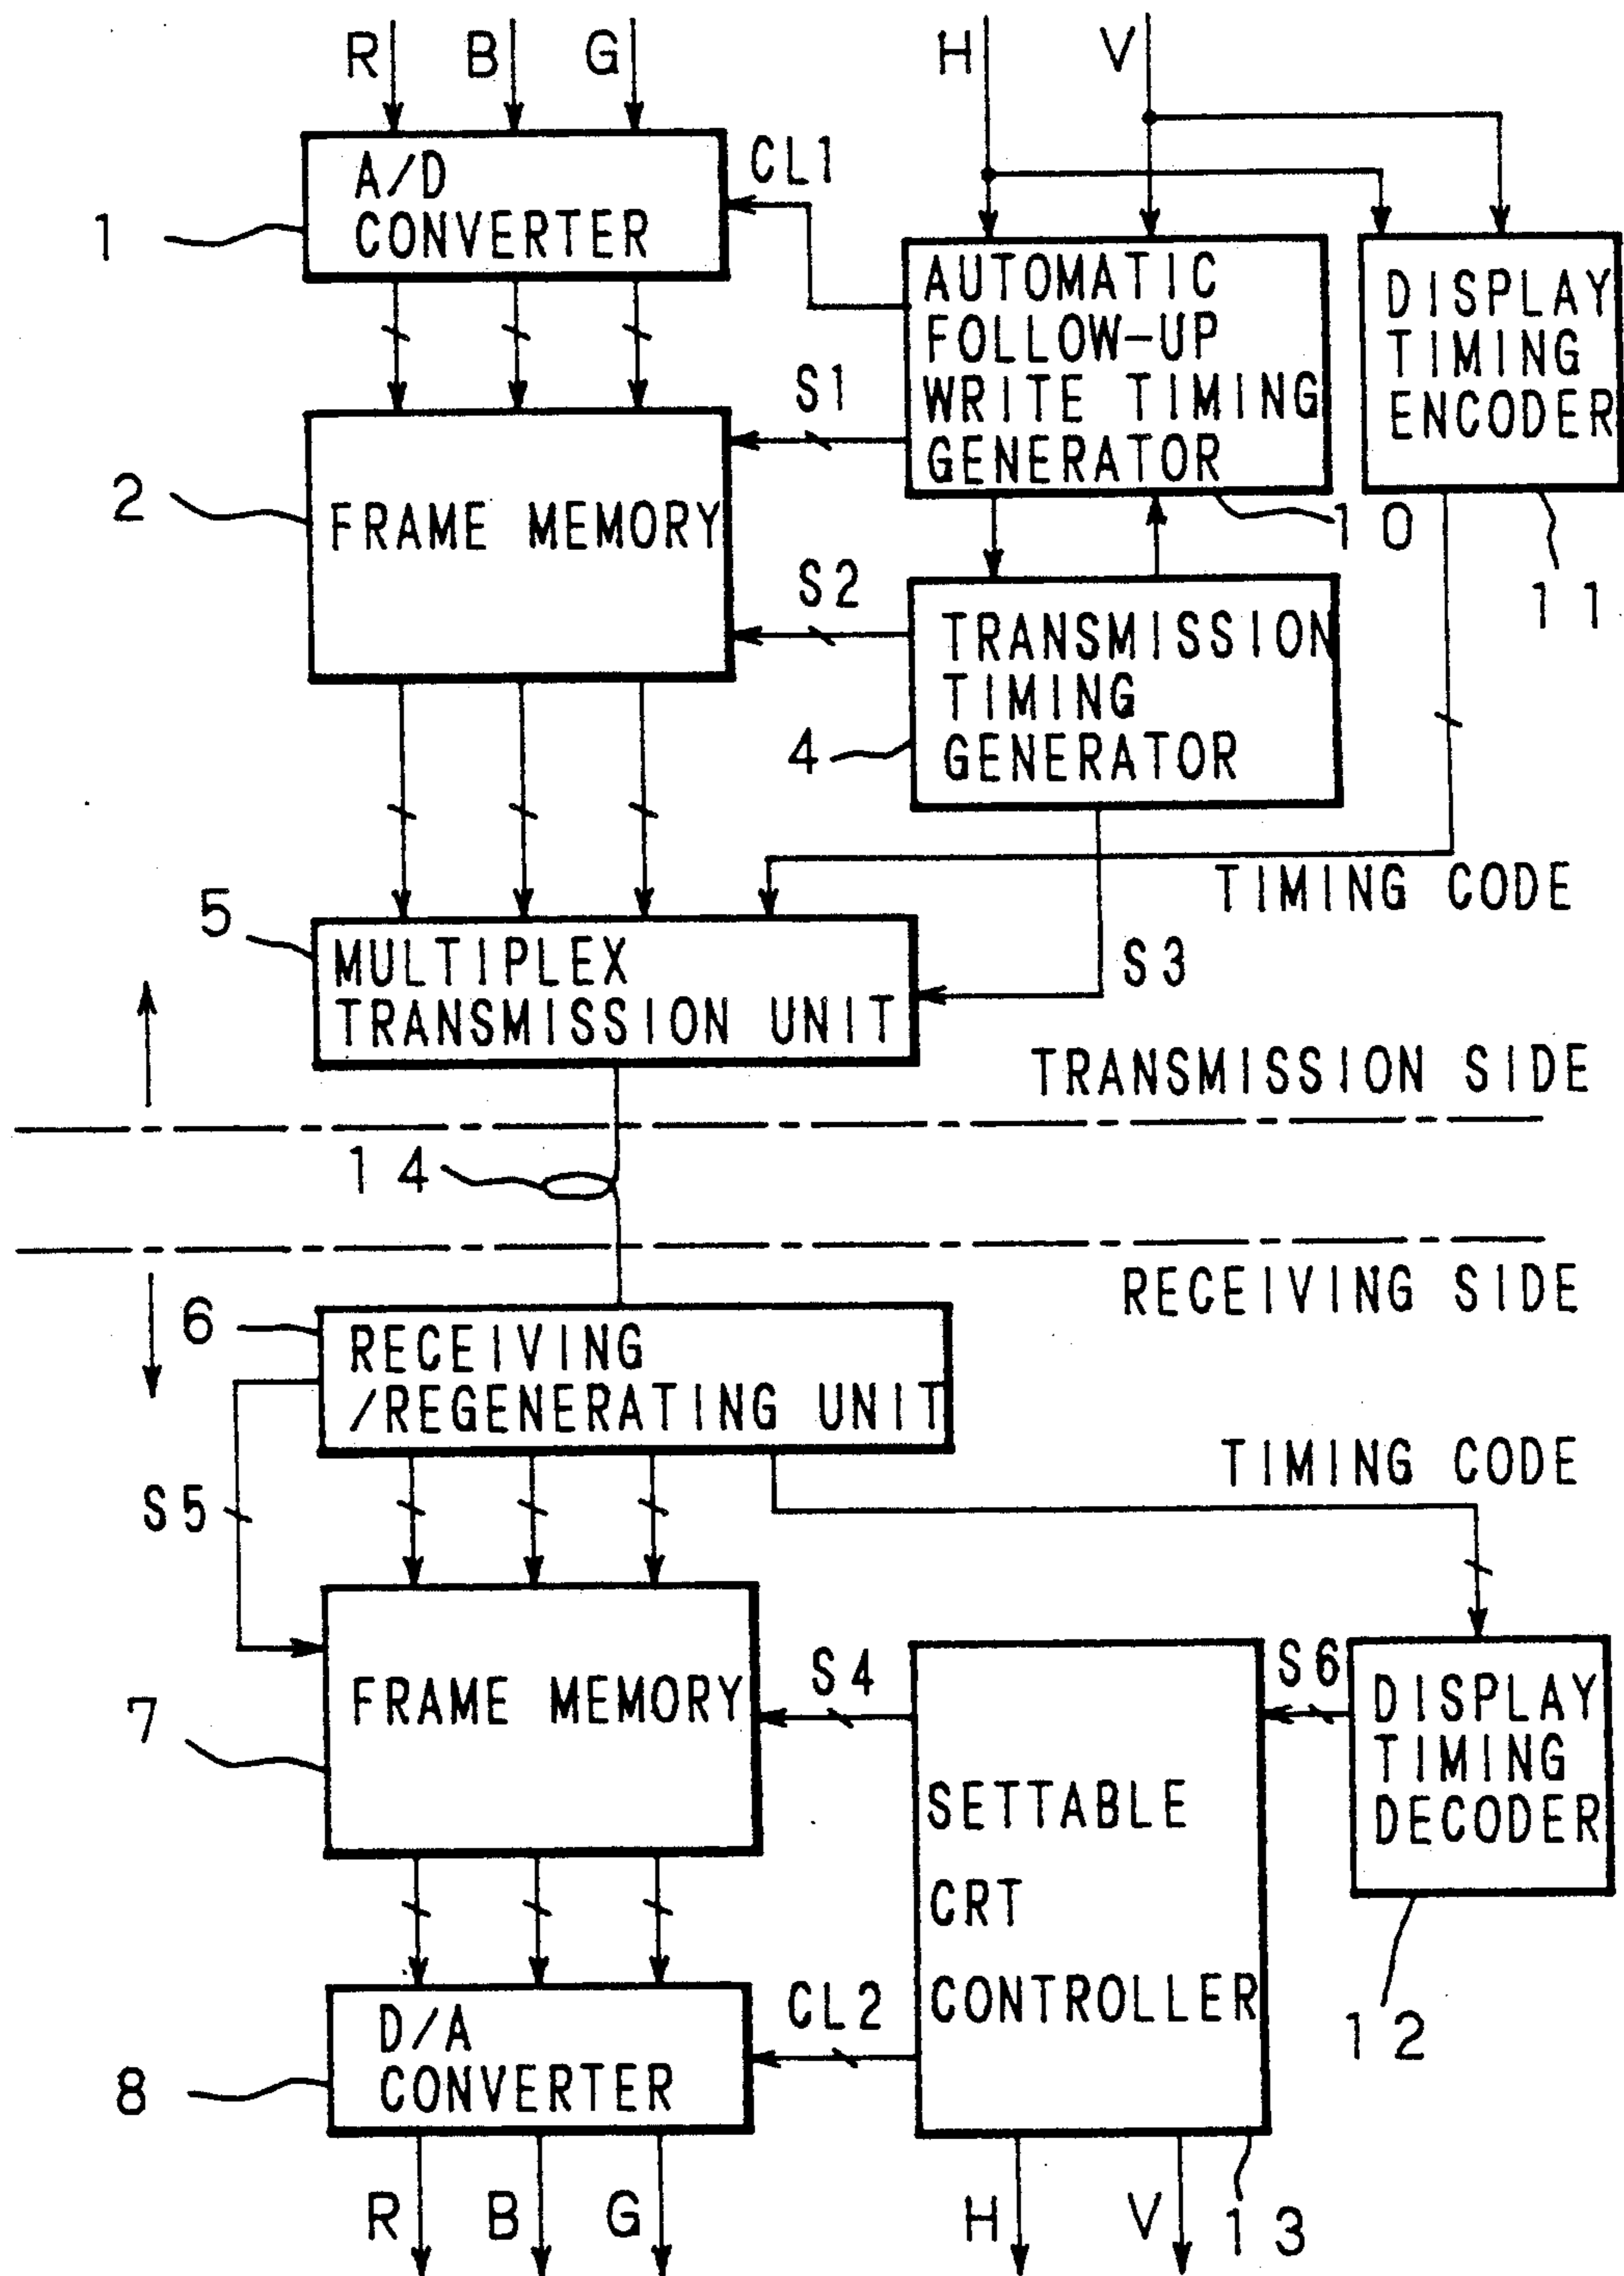 R B G H V
CL1
1
A/D
CONVERTER
AUTOMATIC
FOLLOW-UP
WRITE TIMING
GENERATOR
DISPLAY
TIMING
ENCODER
S1
2
FRAME MEMORY
10
11
S2
TRANSMISSION
TIMING
GENERATOR
4
TIMING CODE
5
MULTIPLEX
TRANSMISSION UNIT
S3
TRANSMISSION SIDE
14
RECEIVING SIDE
6
RECEIVING
/REGENERATING UNIT
TIMING CODE
S5
7
FRAME MEMORY
S4
SETTABLE
CRT
CONTROLLER
S6
DISPLAY
TIMING
DECODER
12
CL2
8
D/A
CONVERTER
13
R B G H V